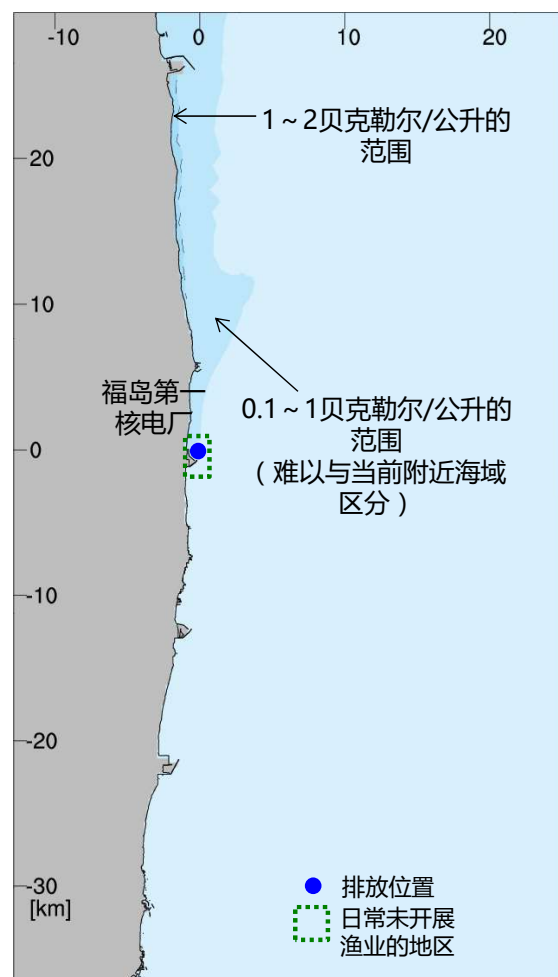 -10 0 10 20
1～2贝克勒尔/公升的
范围
20
10
福岛第一
核电厂
0.1～1贝克勒尔/公升的
范围
（难以与当前附近海域
区分）
0
-10
-20
-30
[km]
排放位置
日常未开展
渔业的地区